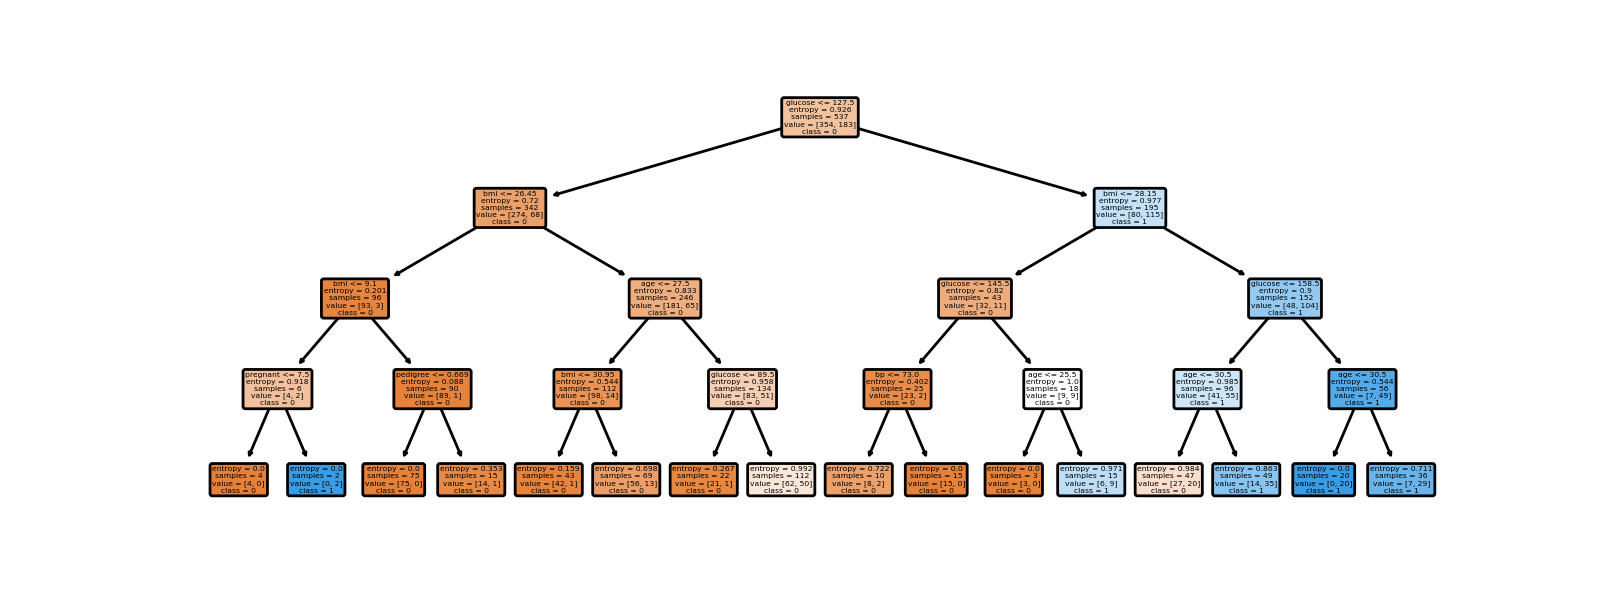 glucose <= 127.5
entropy = 0.926
samples = 537
value = [354, 183]
class = 0
bmi <= 26.45
entropy = 0.72
samples = 342
value = [274, 68]
class = 0
bmi <= 28.15
entropy = 0.977
samples = 195
value = [80, 115]
class = 1
bmi <= 9.1
entropy = 0.201
samples = 96
value = [93, 3]
class = 0
age <= 27.5
entropy = 0.833
samples = 246
value = [181, 65]
class = 0
glucose <= 145.5
entropy = 0.82
samples = 43
value = [32, 11]
class = 0
glucose <= 158.5
entropy = 0.9
samples = 152
value = [48, 104]
class = 1
pregnant <= 7.5
entropy = 0.918
samples = 6
value = [4, 2]
class = 0
pedigree <= 0.669
entropy = 0.088
samples = 90
value = [89, 1]
class = 0
bmi <= 30.95
entropy = 0.544
samples = 112
value = [98, 14]
class = 0
glucose <= 89.5
entropy = 0.958
samples = 134
value = [83, 51]
class = 0
bp <= 73.0
entropy = 0.402
samples = 25
value = [23, 2]
class = 0
age <= 25.5
entropy = 1.0
samples = 18
value = [9, 9]
class = 0
age <= 30.5
entropy = 0.985
samples = 96
value = [41, 55]
class = 1
age <= 30.5
entropy = 0.544
samples = 56
value = [7, 49]
class = 1
entropy = 0.0
samples = 4
value = [4, 0]
class = 0
entropy = 0.0
samples = 2
value = [0, 2]
class = 1
entropy = 0.0
samples = 75
value = [75, 0]
class = 0
entropy = 0.353
samples = 15
value = [14, 1]
class = 0
entropy = 0.159
samples = 43
value = [42, 1]
class = 0
entropy = 0.698
samples = 69
value = [56, 13]
class = 0
entropy = 0.267
samples = 22
value = [21, 1]
class = 0
entropy = 0.992
samples = 112
value = [62, 50]
class = 0
entropy = 0.722
samples = 10
value = [8, 2]
class = 0
entropy = 0.0
samples = 15
value = [15, 0]
class = 0
entropy = 0.0
samples = 3
value = [3, 0]
class = 0
entropy = 0.971
samples = 15
value = [6, 9]
class = 1
entropy = 0.984
samples = 47
value = [27, 20]
class = 0
entropy = 0.863
samples = 49
value = [14, 35]
class = 1
entropy = 0.0
samples = 20
value = [0, 20]
class = 1
entropy = 0.711
samples = 36
value = [7, 29]
class = 1